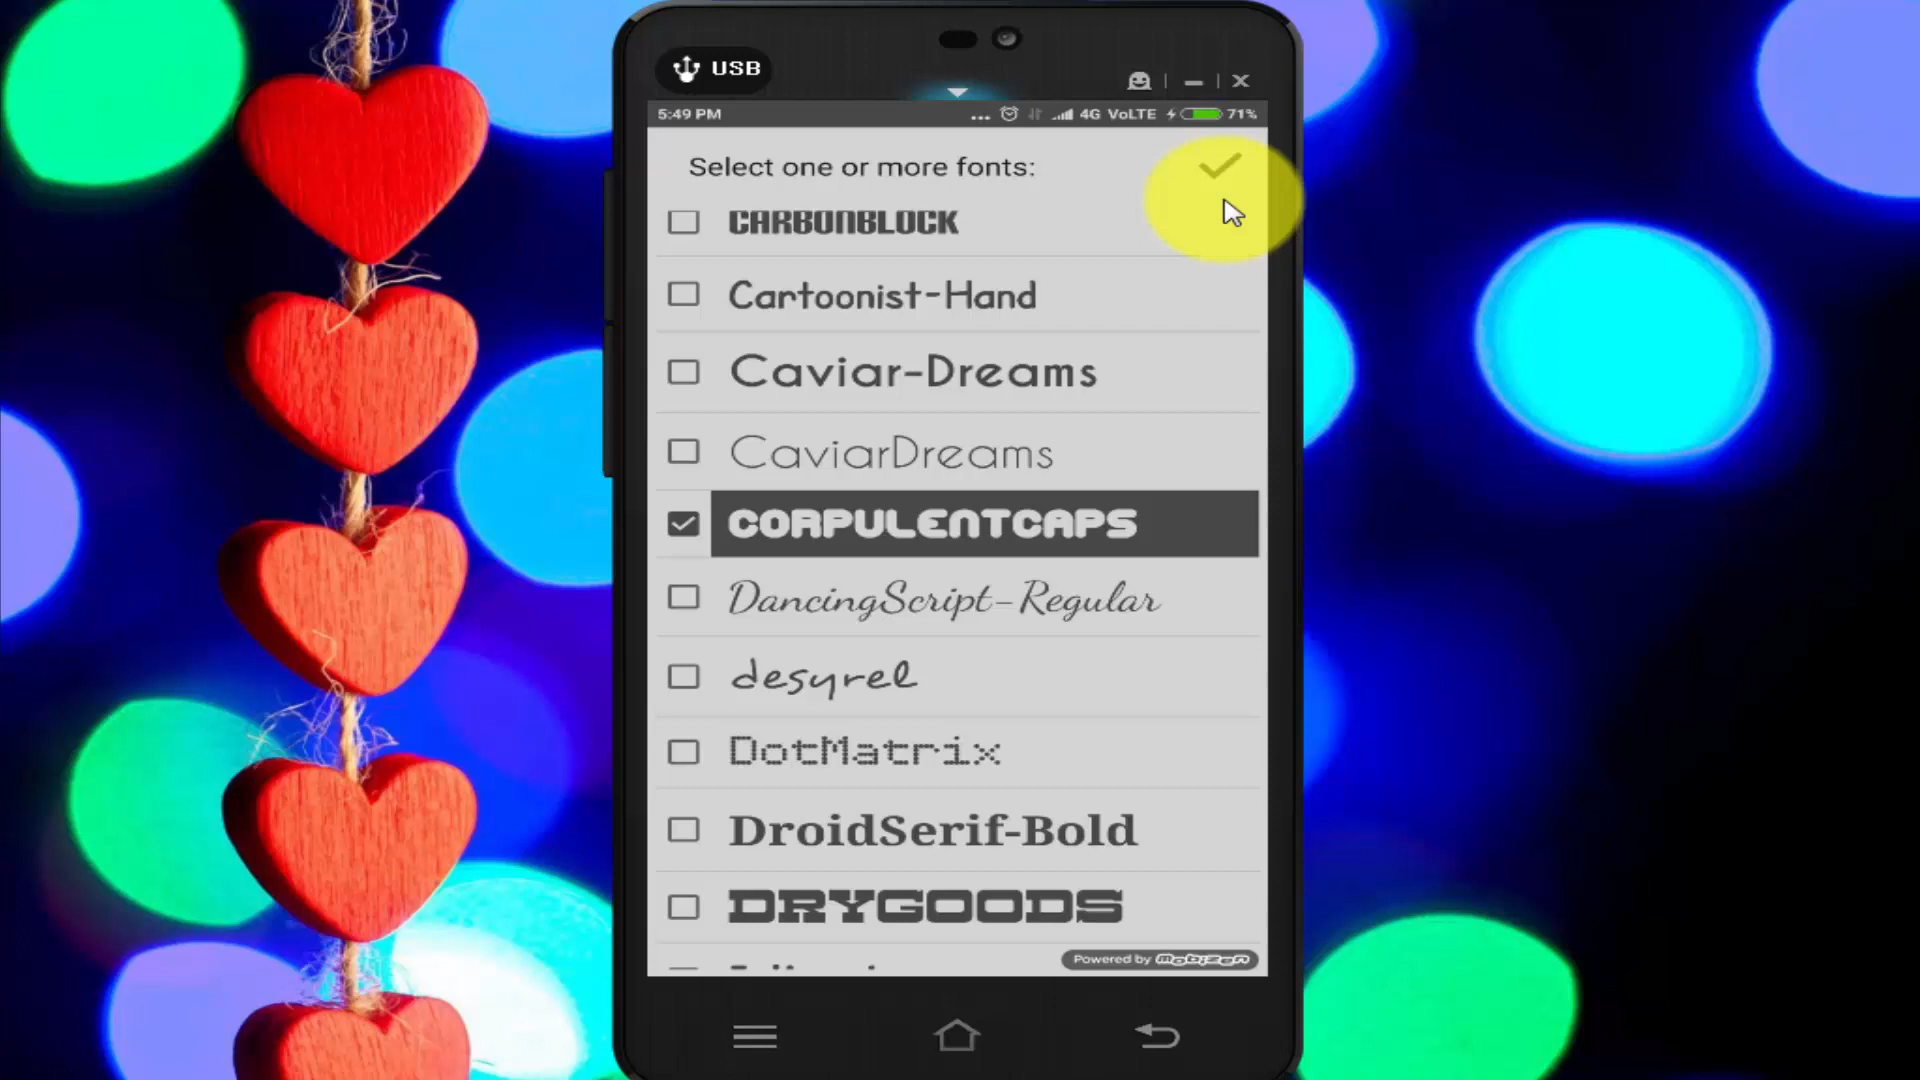 USB
5:49 PM ... 4G VoLTE 71%
Select one or more fonts:
CARBONBLOCK
Cartoonist-Hand
Caviar-Dreams
CaviarDreams
CORPULENTCAPS
DancingScript-Regular
desyrel
DotMatrix
DroidSerif-Bold
DRYGOODS
Powered by mobizen